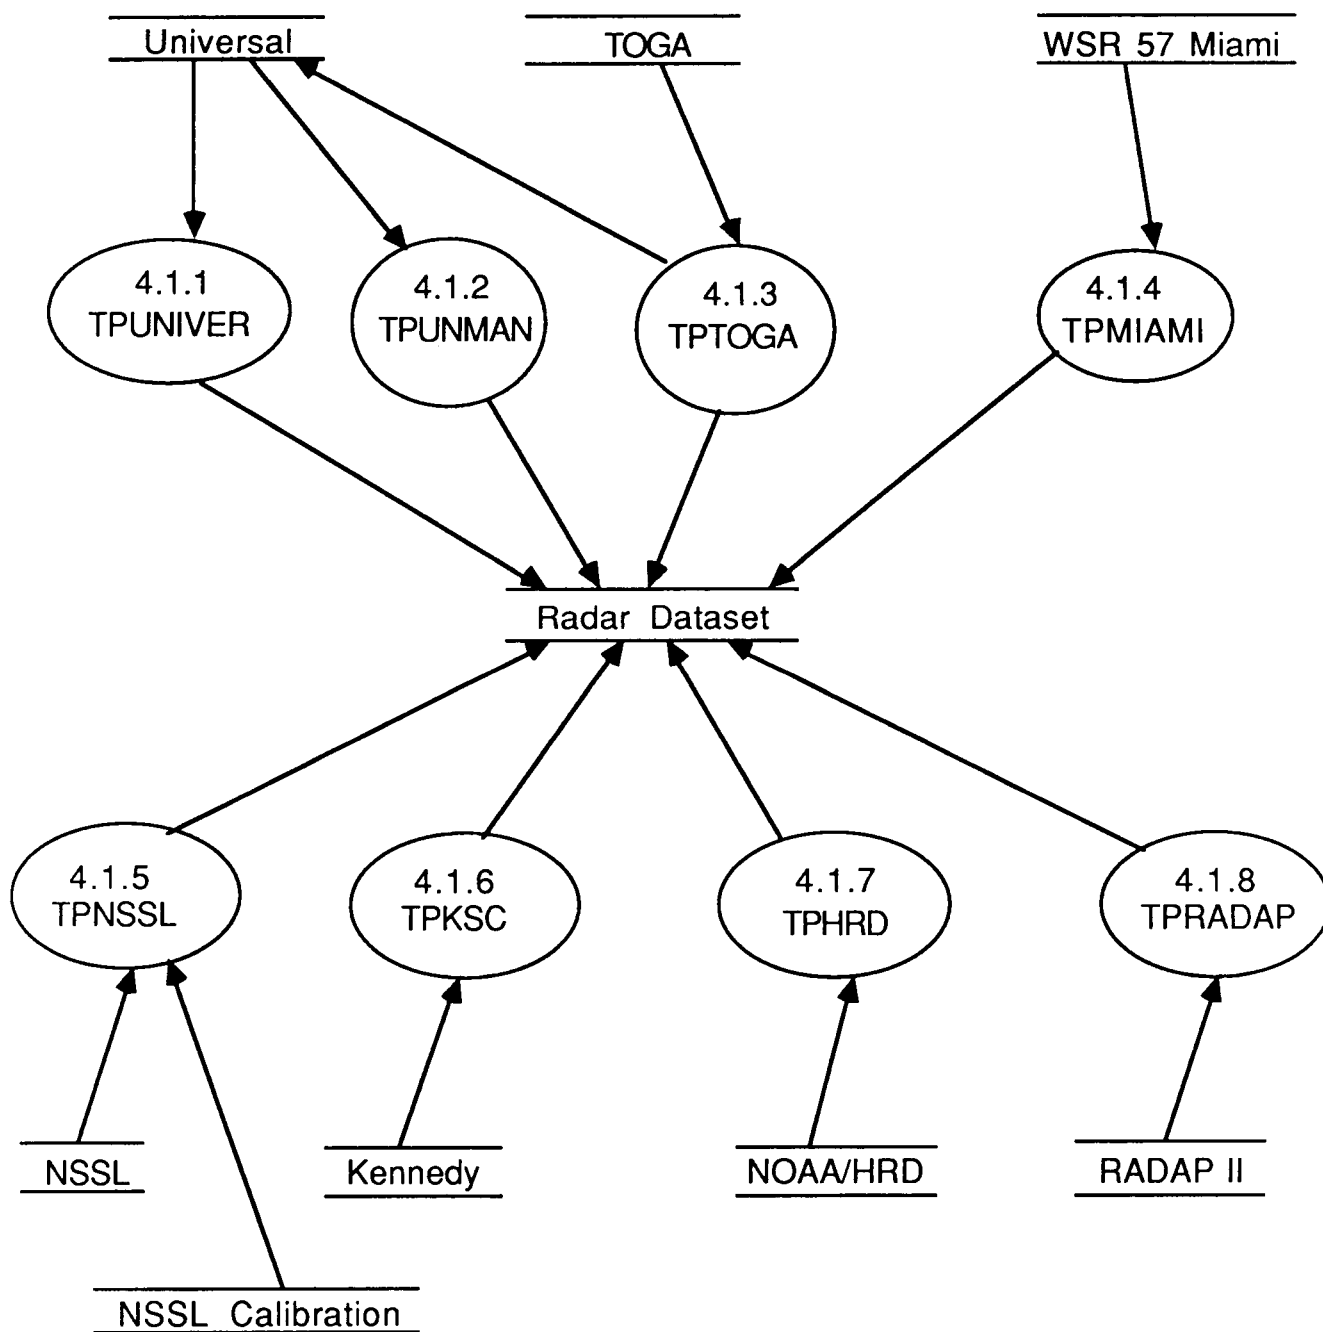 Universal
TOGA
WSR 57 Miami
4.1.1
TPUNIVER
4.1.2
TPUNMAN
4.1.3
TPTOGA
4.1.4
TPMIAMI
Radar Dataset
4.1.5
TPNSSL
4.1.6
TPKSC
4.1.7
TPHRD
4.1.8
TPRADAP
NSSL
Kennedy
NOAA/HRD
RADAP II
NSSL Calibration